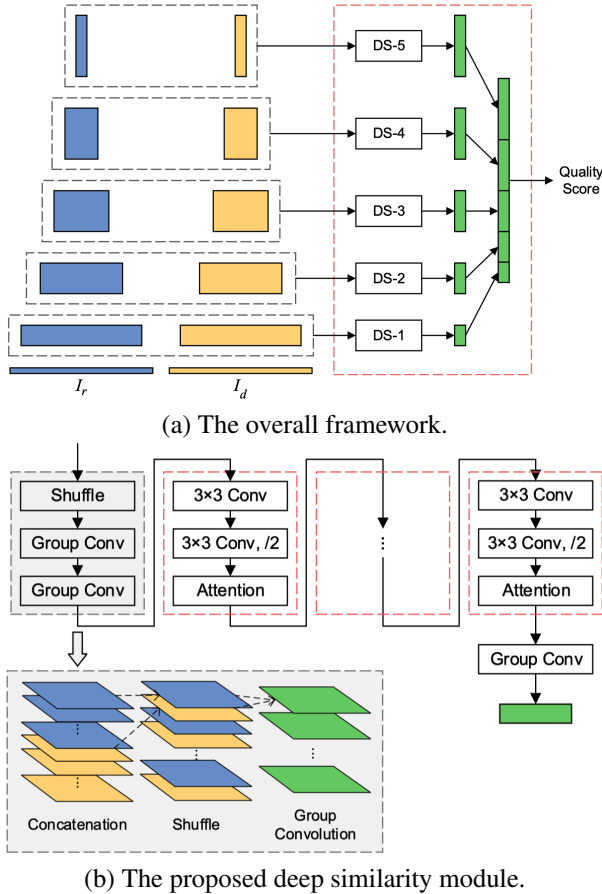 DS-5
DS-4
Quality
Score
DS-3
DS-2
DS-1
I_r
I_d
(a) The overall framework.
Shuffle
3×3 Conv
3×3 Conv
Group Conv
3×3 Conv, /2
⋮
3×3 Conv, /2
Group Conv
Attention
Attention
Group Conv
Concatenation
Shuffle
Group
Convolution
(b) The proposed deep similarity module.